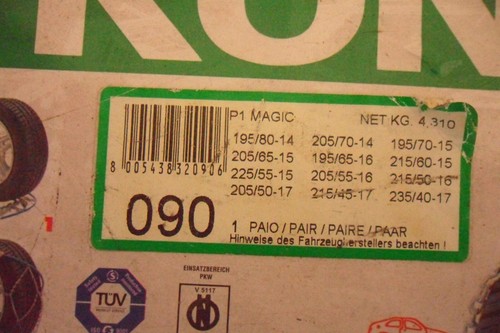 P1 MAGIC NET KG. 4,310
195/80-14 205/70-14 195/70-15
205/65-15 195/65-16 215/60-15
225/55-15 205/55-16 215/50-16
205/50-17 215/45-17 235/40-17
8 005438 320906
090
1 PAIO / PAIR / PAIRE / PAAR
Hinweise des Fahrzeugherstellers beachten !
EINSATZBEREICH
PKW
V 5117
TÜV